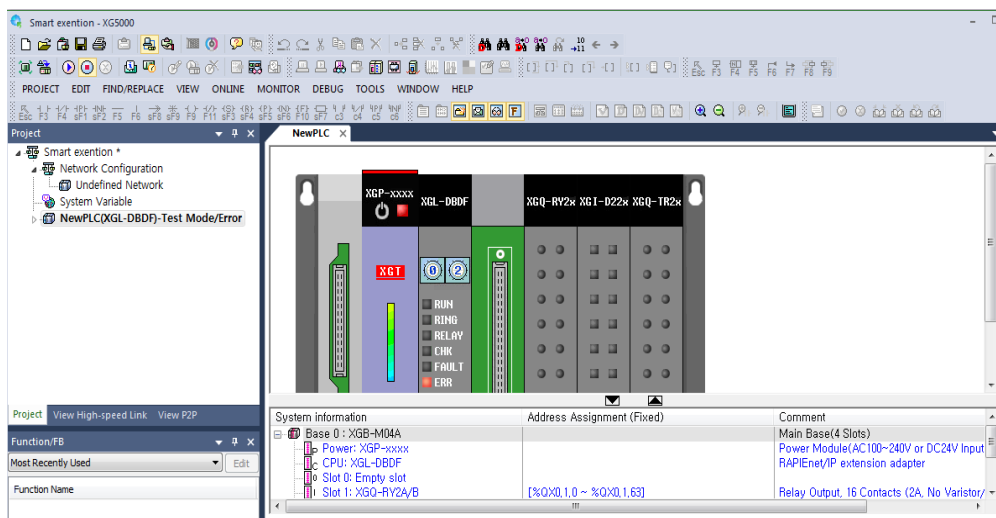 Smart exention - XG5000
PROJECT EDIT FIND/REPLACE VIEW ONLINE MONITOR DEBUG TOOLS WINDOW HELP
Project
NewPLC
Smart exention *
Network Configuration
Undefined Network
System Variable
NewPLC(XGL-DBDF)-Test Mode/Error
XGP-xxxx
XGL-DBDF
XGQ-RY2x XGI-D22x XGQ-TR2x
XGT
0 2
RUN
RING
RELAY
CHK
FAULT
ERR
Project View High-speed Link View P2P
Function/FB
Most Recently Used Edit
Function Name
System information Address Assignment (Fixed) Comment
Base 0 : XGB-M04A Main Base(4 Slots)
Power: XGP-xxxx Power Module(AC100~240V or DC24V Input
CPU: XGL-DBDF RAPIEnet/IP extension adapter
Slot 0: Empty slot
Slot 1: XGQ-RY2A/B [%QX0,1,0 ~ %QX0,1,63] Relay Output, 16 Contacts (2A, No Varistor/